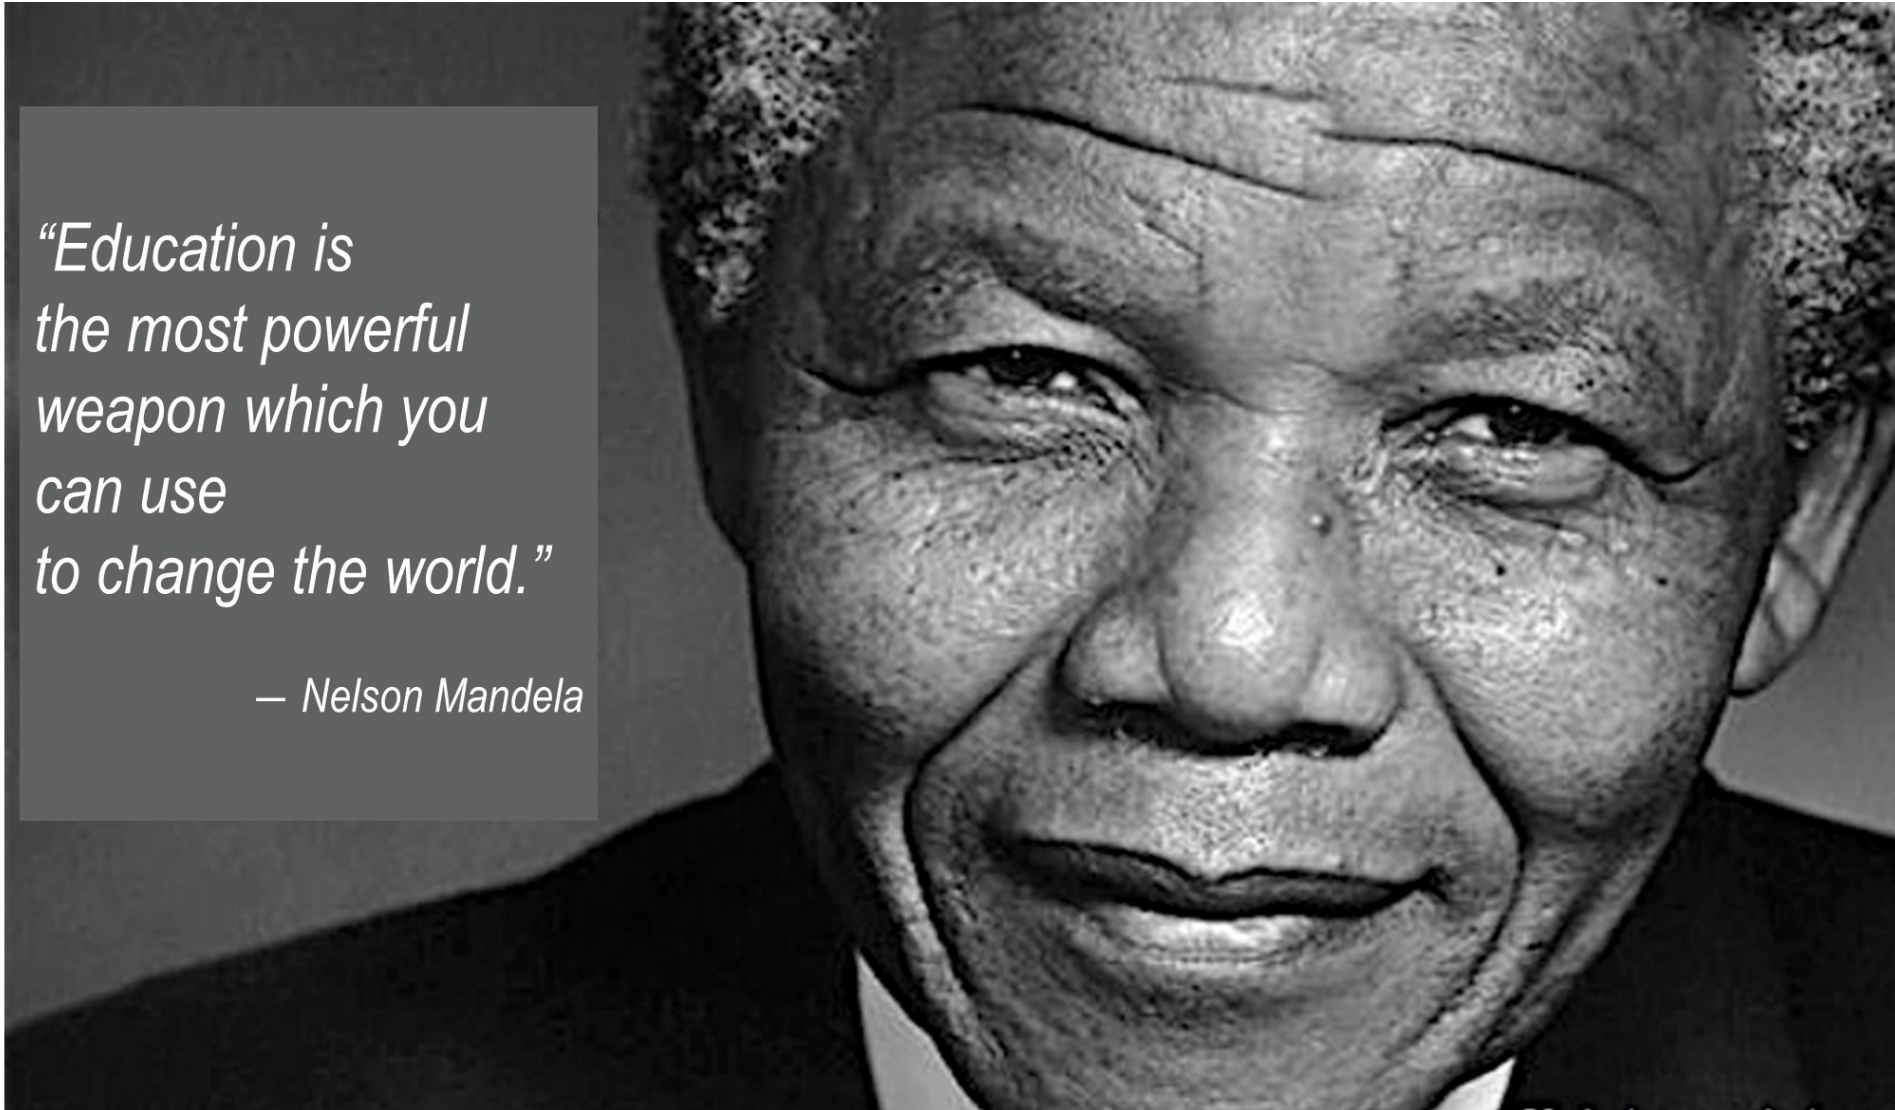 “Education is
the most powerful
weapon which you
can use
to change the world.”
— Nelson Mandela